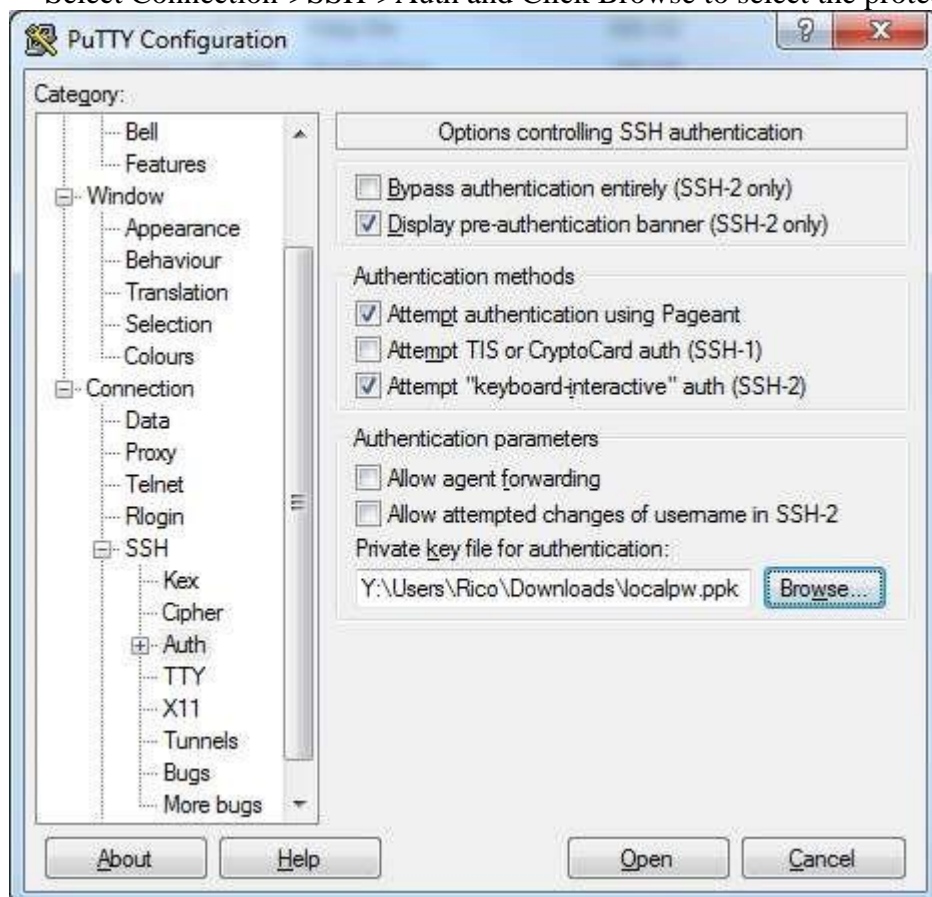 Select Connection > SSH > Auth and Click Browse to select the
PuTTY Configuration
Category:
Bell
Features
Window
Appearance
Behaviour
Translation
Selection
Colours
Connection
Data
Proxy
Telnet
Rlogin
SSH
Kex
Cipher
Auth
TTY
X11
Tunnels
Bugs
More bugs
Options controlling SSH authentication
Bypass authentication entirely (SSH-2 only)
Display pre-authentication banner (SSH-2 only)
Authentication methods
Attempt authentication using Pageant
Attempt TIS or CryptoCard auth (SSH-1)
Attempt "keyboard-interactive" auth (SSH-2)
Authentication parameters
Allow agent forwarding
Allow attempted changes of username in SSH-2
Private key file for authentication:
Y:\Users\Rico\Downloads\localpw.ppk
Browse...
About
Help
Open
Cancel